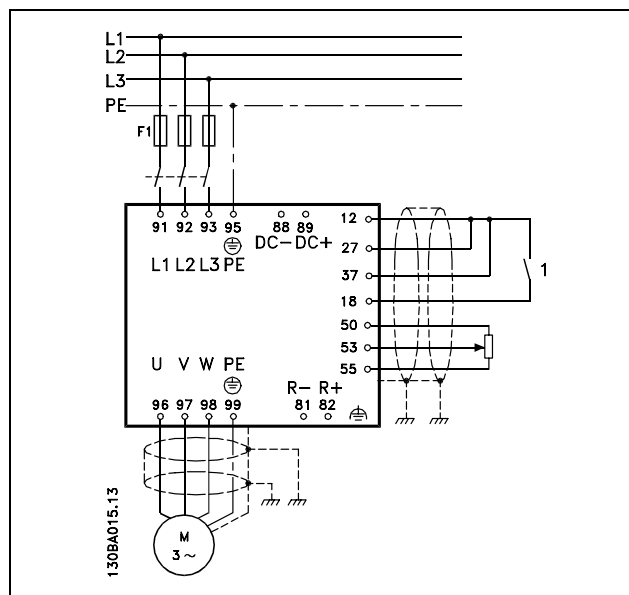 L1
L2
L3
PE
F1
91 92 93 95 88 89 12
DC- DC+
27
L1 L2 L3 PE
37
1
18
50
53
55
U V W PE
R- R+
96 97 98 99 81 82
M
3 ~
130BA015.13